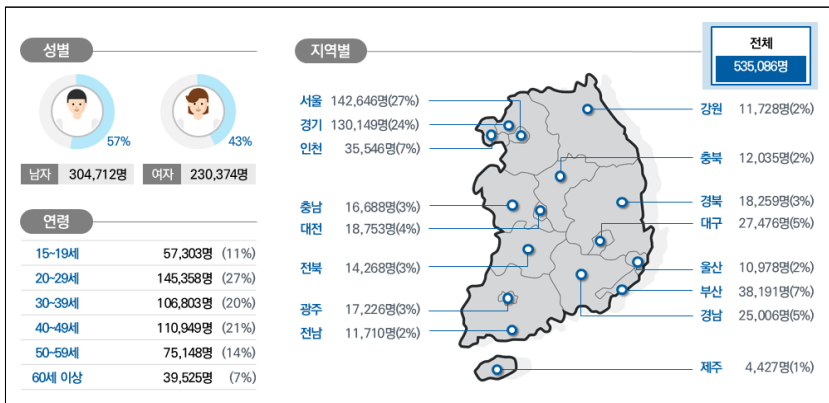 성별
57%
43%
남자 304,712명 여자 230,374명
연령
15~19세 57,303명 (11%)
20~29세 145,358명 (27%)
30~39세 106,803명 (20%)
40~49세 110,949명 (21%)
50~59세 75,148명 (14%)
60세 이상 39,525명 (7%)
지역별
전체
535,086명
서울 142,646명(27%)
경기 130,149명(24%)
인천 35,546명(7%)
충남 16,688명(3%)
대전 18,753명(4%)
전북 14,268명(3%)
광주 17,226명(3%)
전남 11,710명(2%)
강원 11,728명(2%)
충북 12,035명(2%)
경북 18,259명(3%)
대구 27,476명(5%)
울산 10,978명(2%)
부산 38,191명(7%)
경남 25,006명(5%)
제주 4,427명(1%)